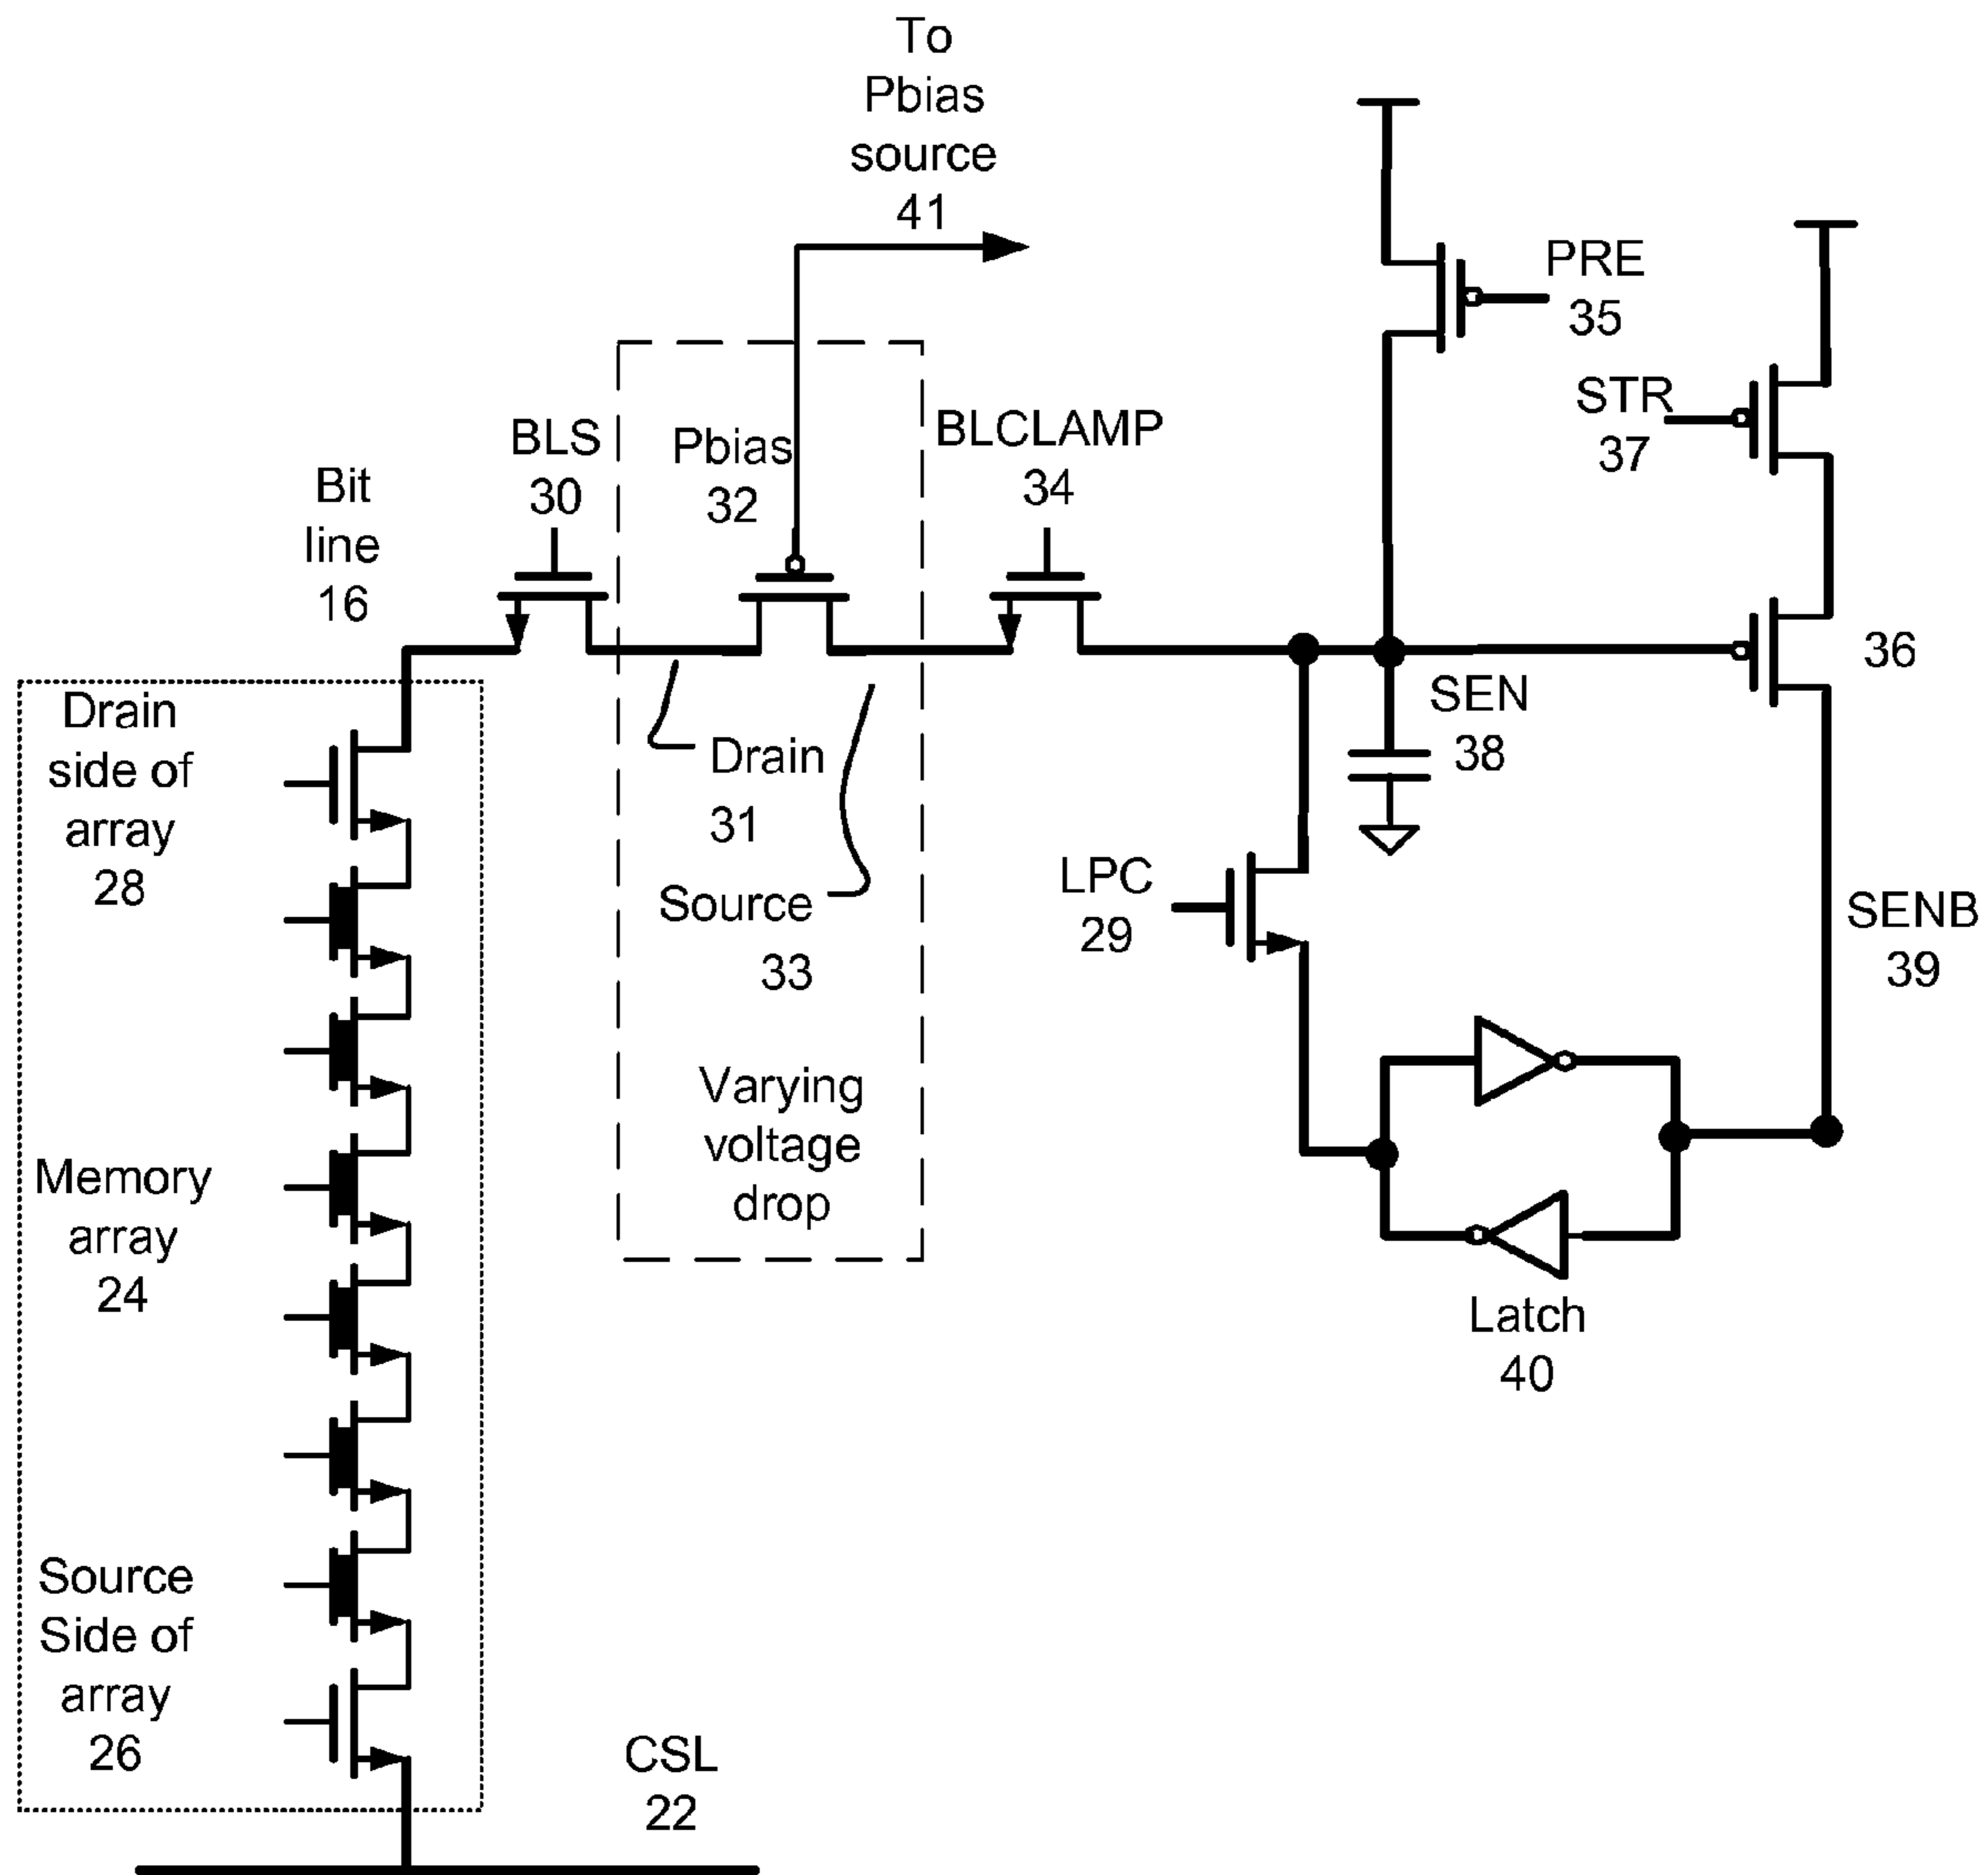 To
Pbias
source
41
PRE
35
STR
37
BLS
30
Pbias
32
BLCLAMP
34
Bit
line
16
36
SEN
38
Drain
side of
array
28
Drain
31
Source
33
LPC
29
SENB
39
Varying
voltage
drop
Memory
array
24
Latch
40
Source
Side of
array
26
CSL
22